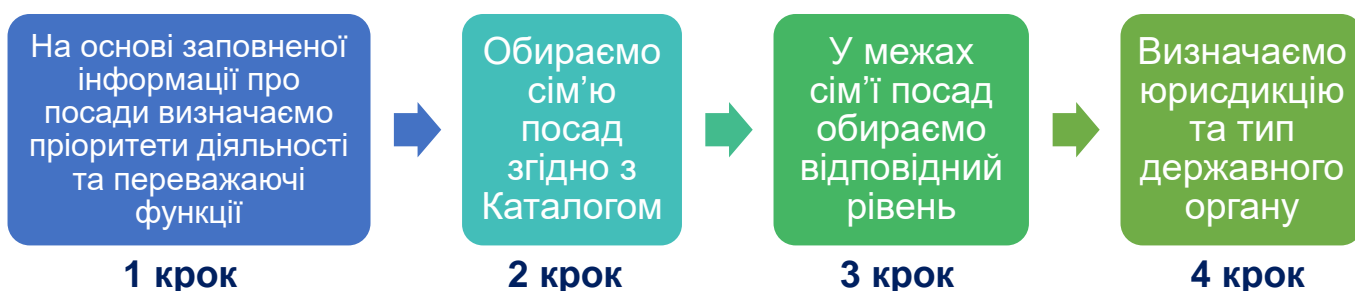 На основі заповненої
інформації про
посади визначаємо
пріоритети діяльності
та переважаючі
функції
Обираємо
сім’ю
посад
згідно з
Каталогом
У межах
сім’ї посад
обираємо
відповідний
рівень
Визначаємо
юрисдикцію
та тип
державного
органу
1 крок
2 крок
3 крок
4 крок